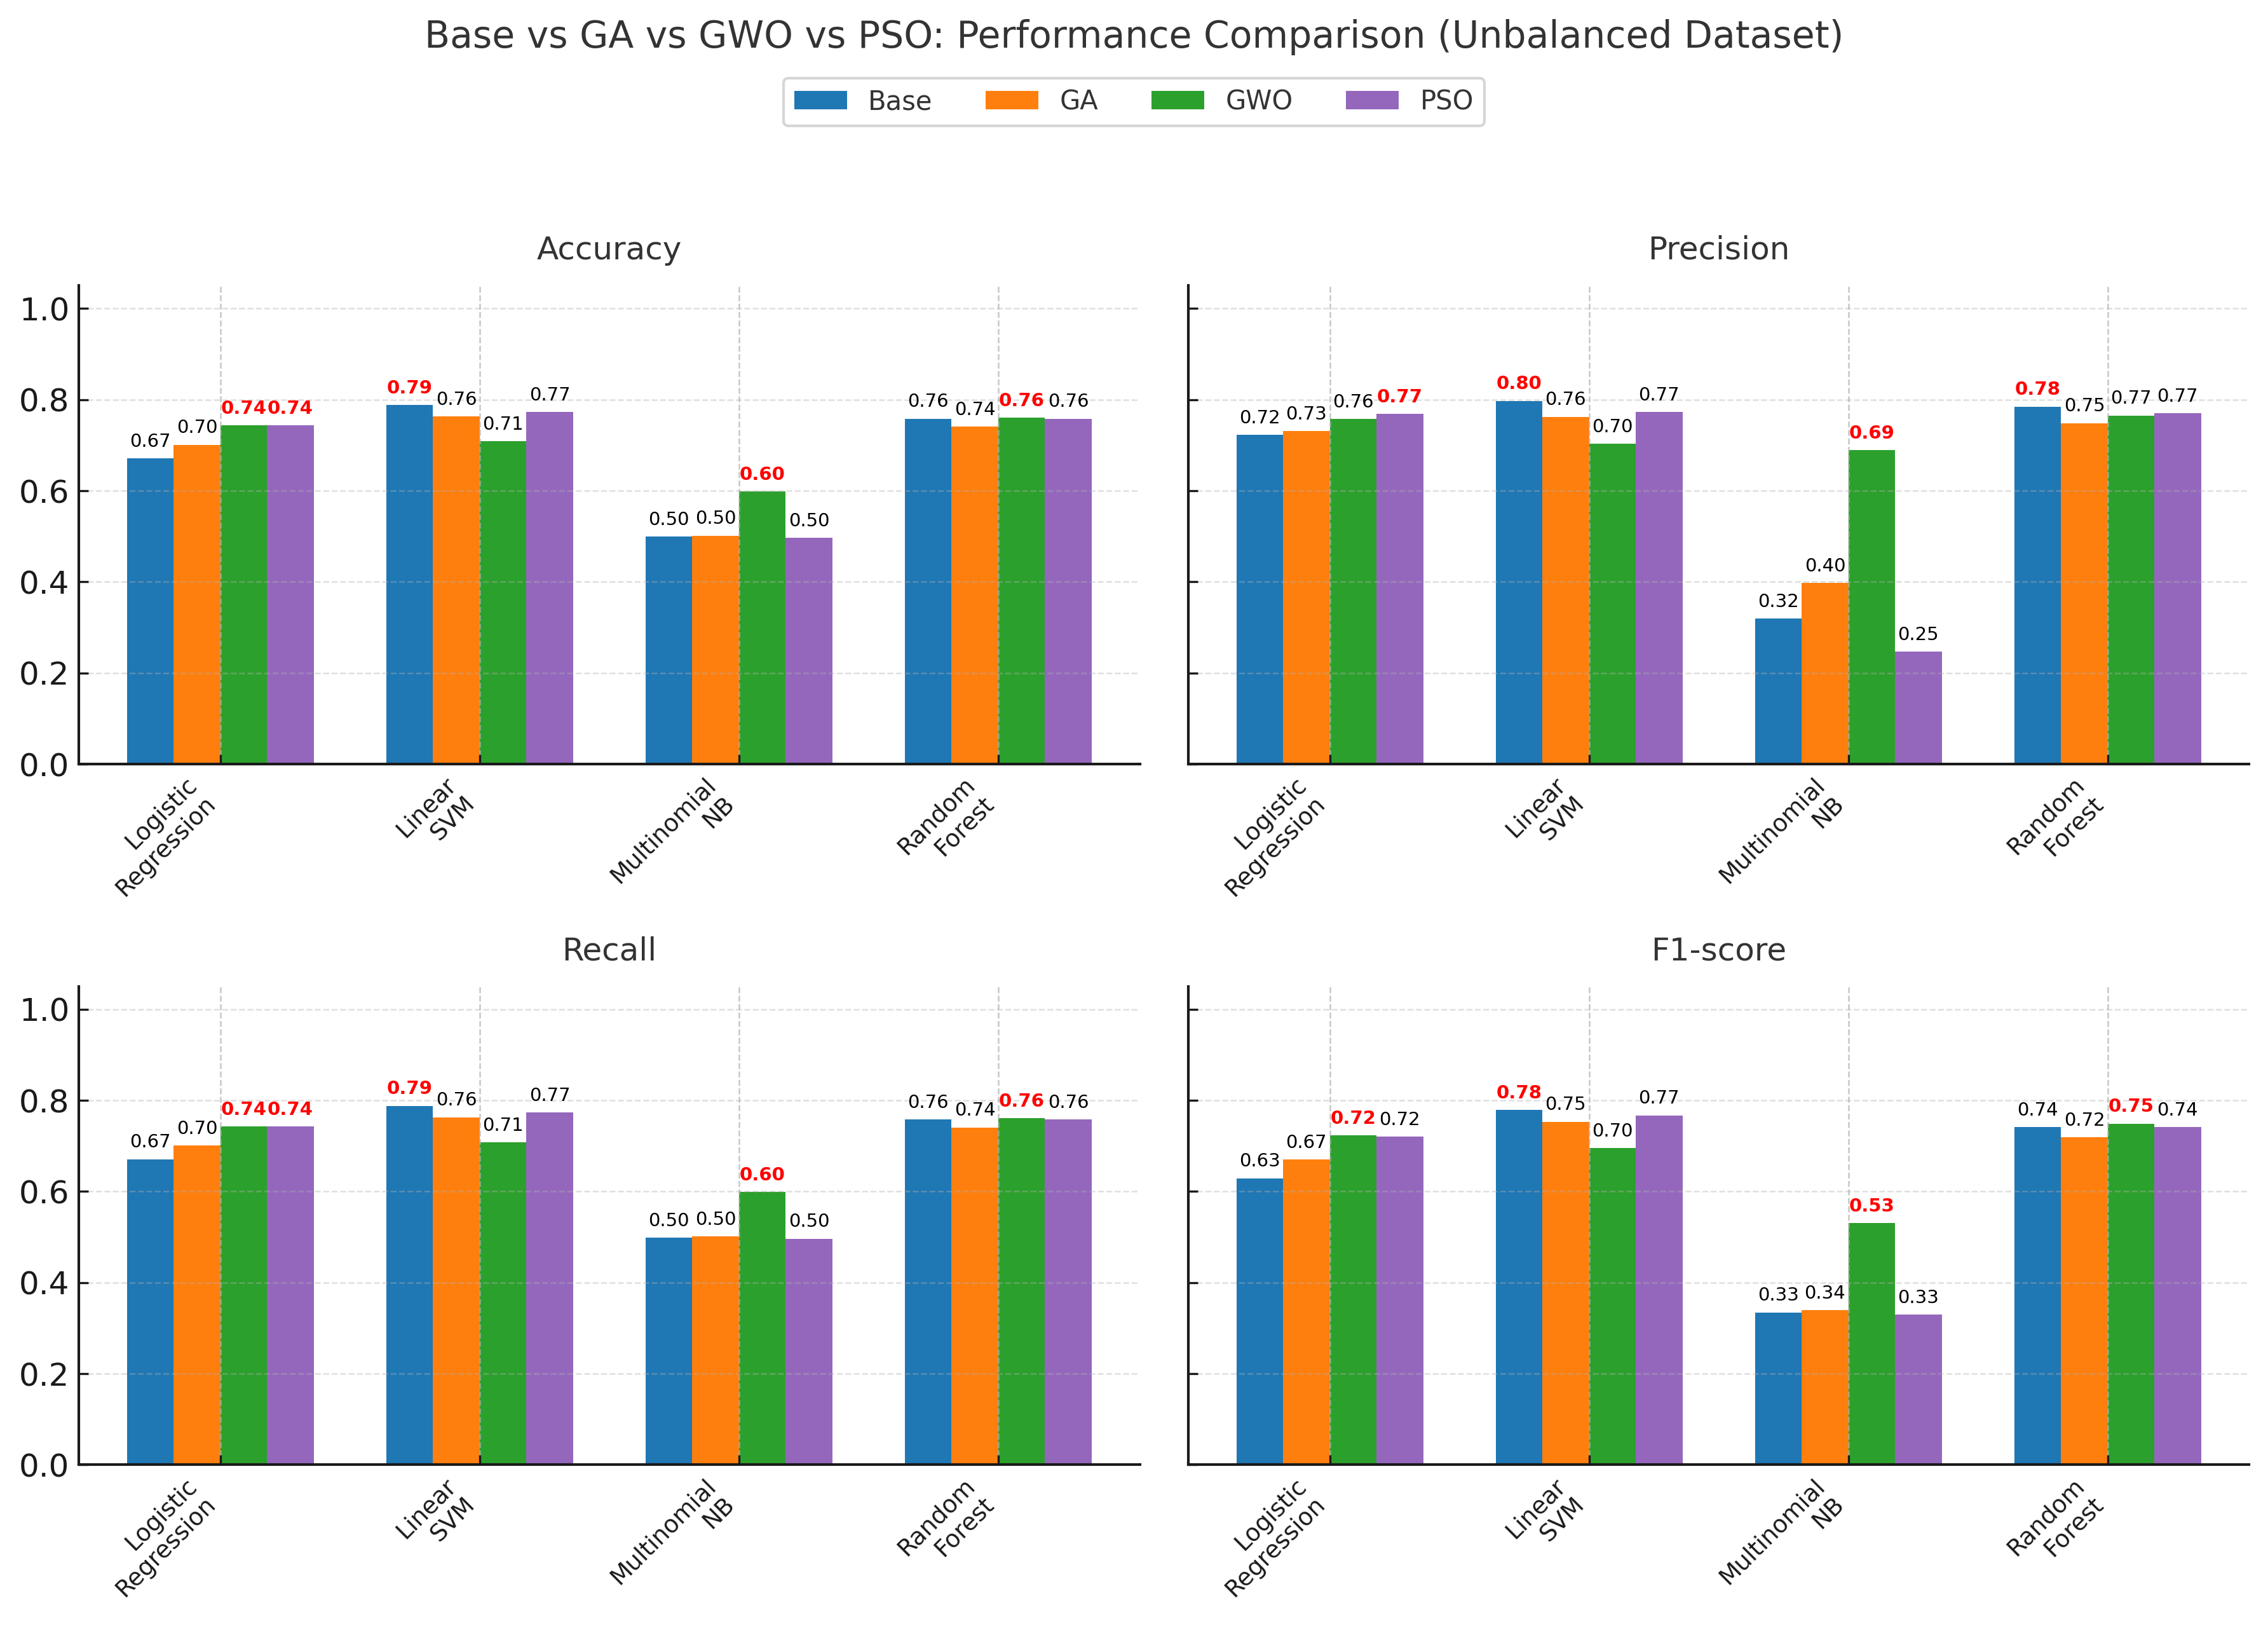 Base vs GA vs GWO vs PSO: Performance Comparison (Unbalanced Dataset)
Base GA GWO PSO
Accuracy
1.0
0.8
0.6
0.4
0.2
0.0
0.67 0.70 0.74 0.74
0.79 0.76 0.71 0.77
0.50 0.50 0.60 0.50
0.76 0.74 0.76 0.76
Logistic
Regression
Linear
SVM
Multinomial
NB
Random
Forest
Precision
0.72 0.73 0.76 0.77
0.80 0.76 0.70 0.77
0.32 0.40 0.69 0.25
0.78 0.75 0.77 0.77
Logistic
Regression
Linear
SVM
Multinomial
NB
Random
Forest
Recall
1.0
0.8
0.6
0.4
0.2
0.0
0.67 0.70 0.74 0.74
0.79 0.76 0.71 0.77
0.50 0.50 0.60 0.50
0.76 0.74 0.76 0.76
Logistic
Regression
Linear
SVM
Multinomial
NB
Random
Forest
F1-score
0.63 0.67 0.72 0.72
0.78 0.75 0.70 0.77
0.33 0.34 0.53 0.33
0.74 0.72 0.75 0.74
Logistic
Regression
Linear
SVM
Multinomial
NB
Random
Forest